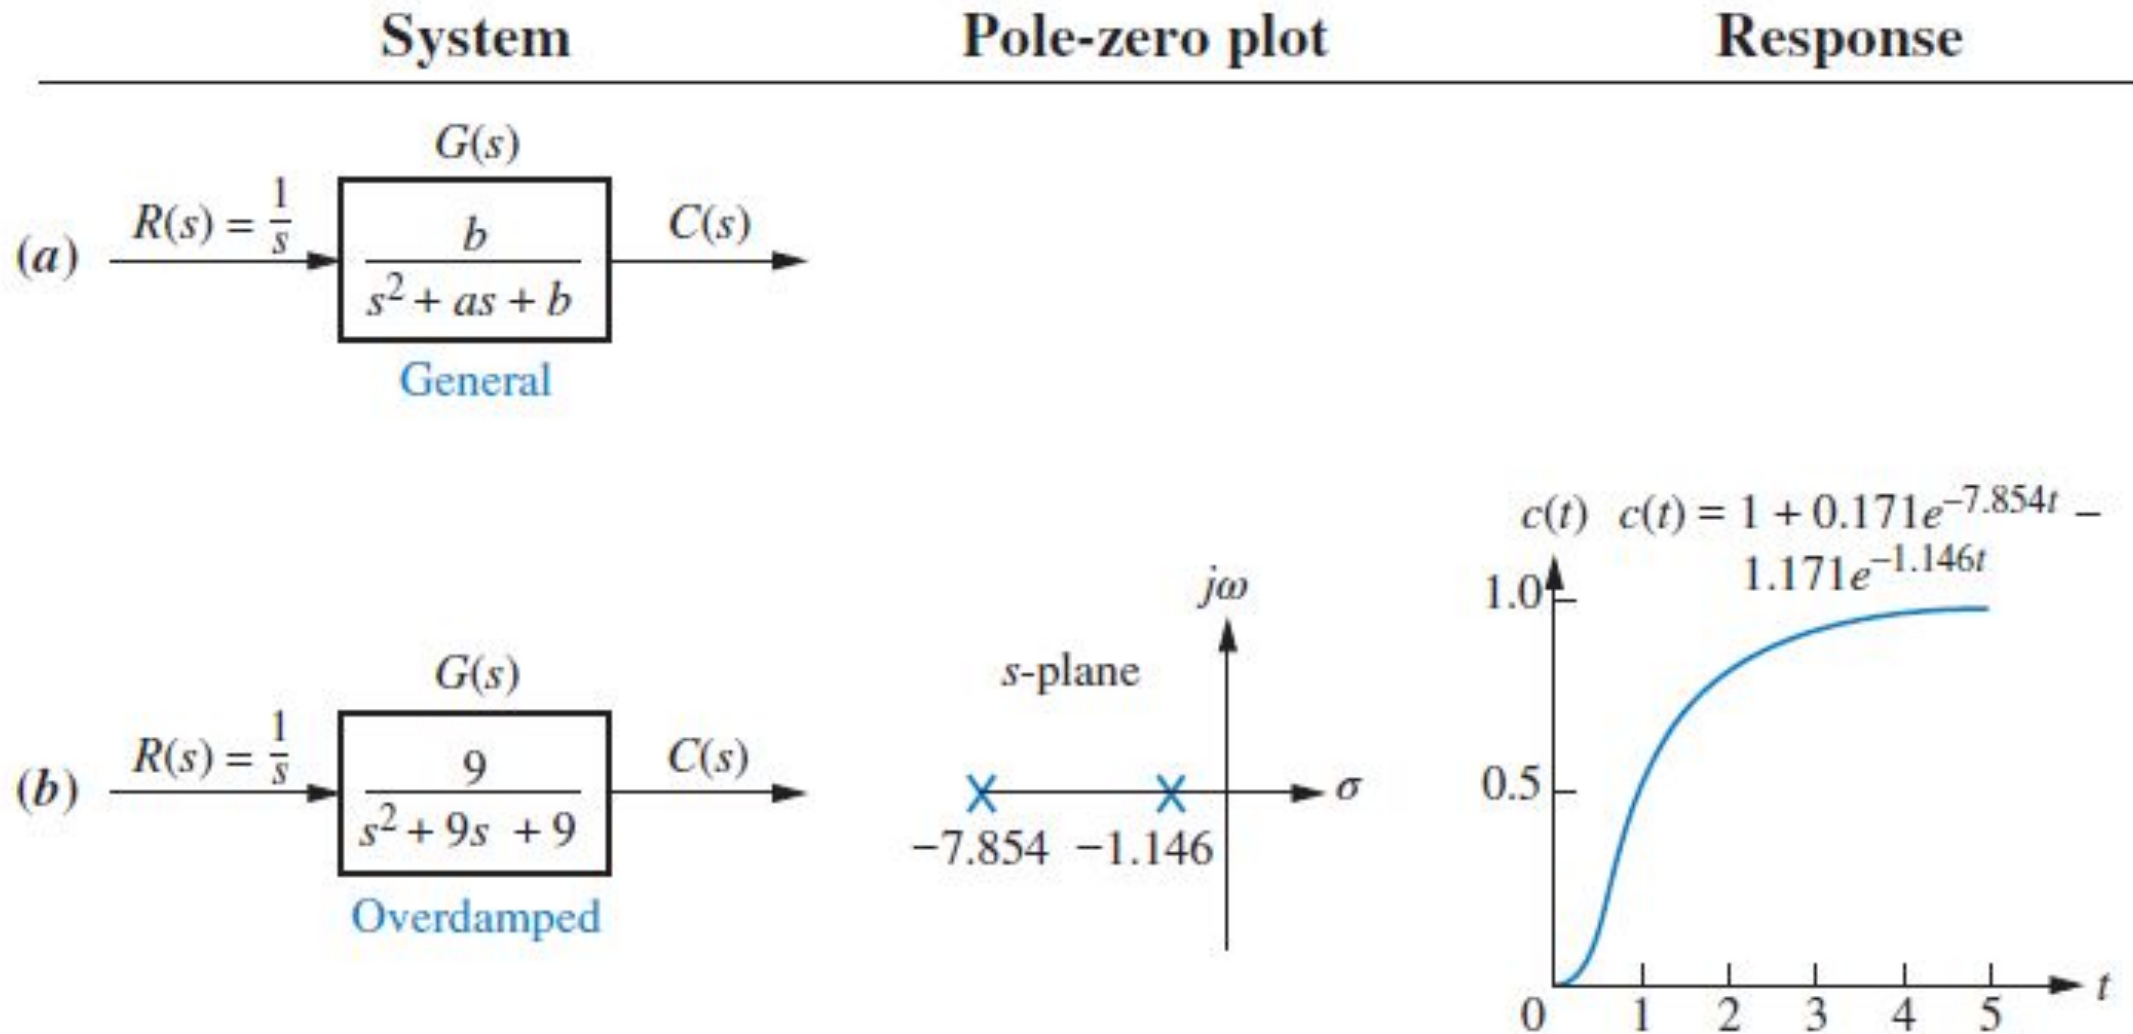 System Pole-zero plot Response
G(s)
(a) R(s) = 1/s b/(s² + as + b) C(s)
General
c(t) c(t) = 1 + 0.171e^–7.854t –
1.171e^–1.146t
1.0
jω
s-plane
G(s)
(b) R(s) = 1/s 9/(s² + 9s + 9) C(s)
0.5
σ
–7.854 –1.146
Overdamped
0 1 2 3 4 5 t